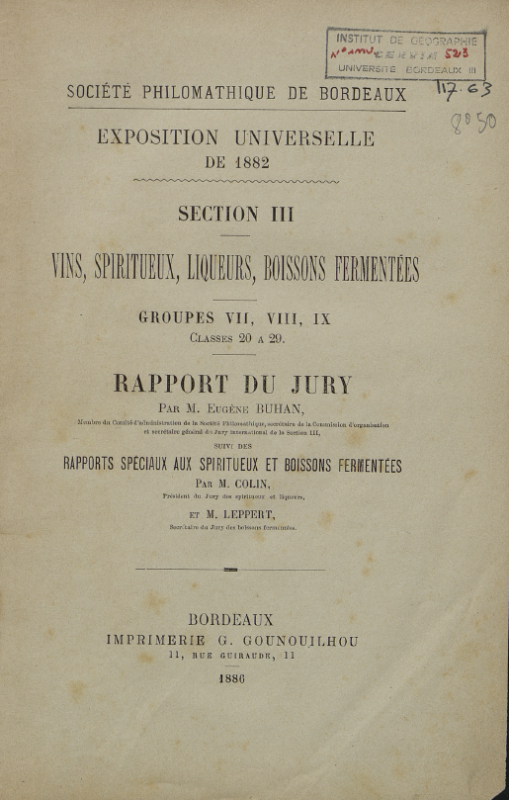 INSTITUT DE GÉOGRAPHIE
523
UNIVERSITÉ BORDEAUX III
117.63
8° 50
SOCIÉTÉ PHILOMATHIQUE DE BORDEAUX
EXPOSITION UNIVERSELLE
DE 1882
SECTION III
VINS, SPIRITUEUX, LIQUEURS, BOISSONS FERMENTÉES
GROUPES VII, VIII, IX
CLASSES 20 A 29.
RAPPORT DU JURY
PAR M. EUGÈNE BUHAN,
Membre du Comité d'administration de la Société Philomathique, secrétaire de la Commission d'organisation
et secrétaire général du Jury international de la Section III,
SUIVI DES
RAPPORTS SPÉCIAUX AUX SPIRITUEUX ET BOISSONS FERMENTÉES
PAR M. COLIN,
Président du Jury des spiritueux et liqueurs,
ET M. LEPPERT,
Secrétaire du Jury des boissons fermentées.
BORDEAUX
IMPRIMERIE G. GOUNOUILHOU
11, RUE GUIRAUDE, 11
1886